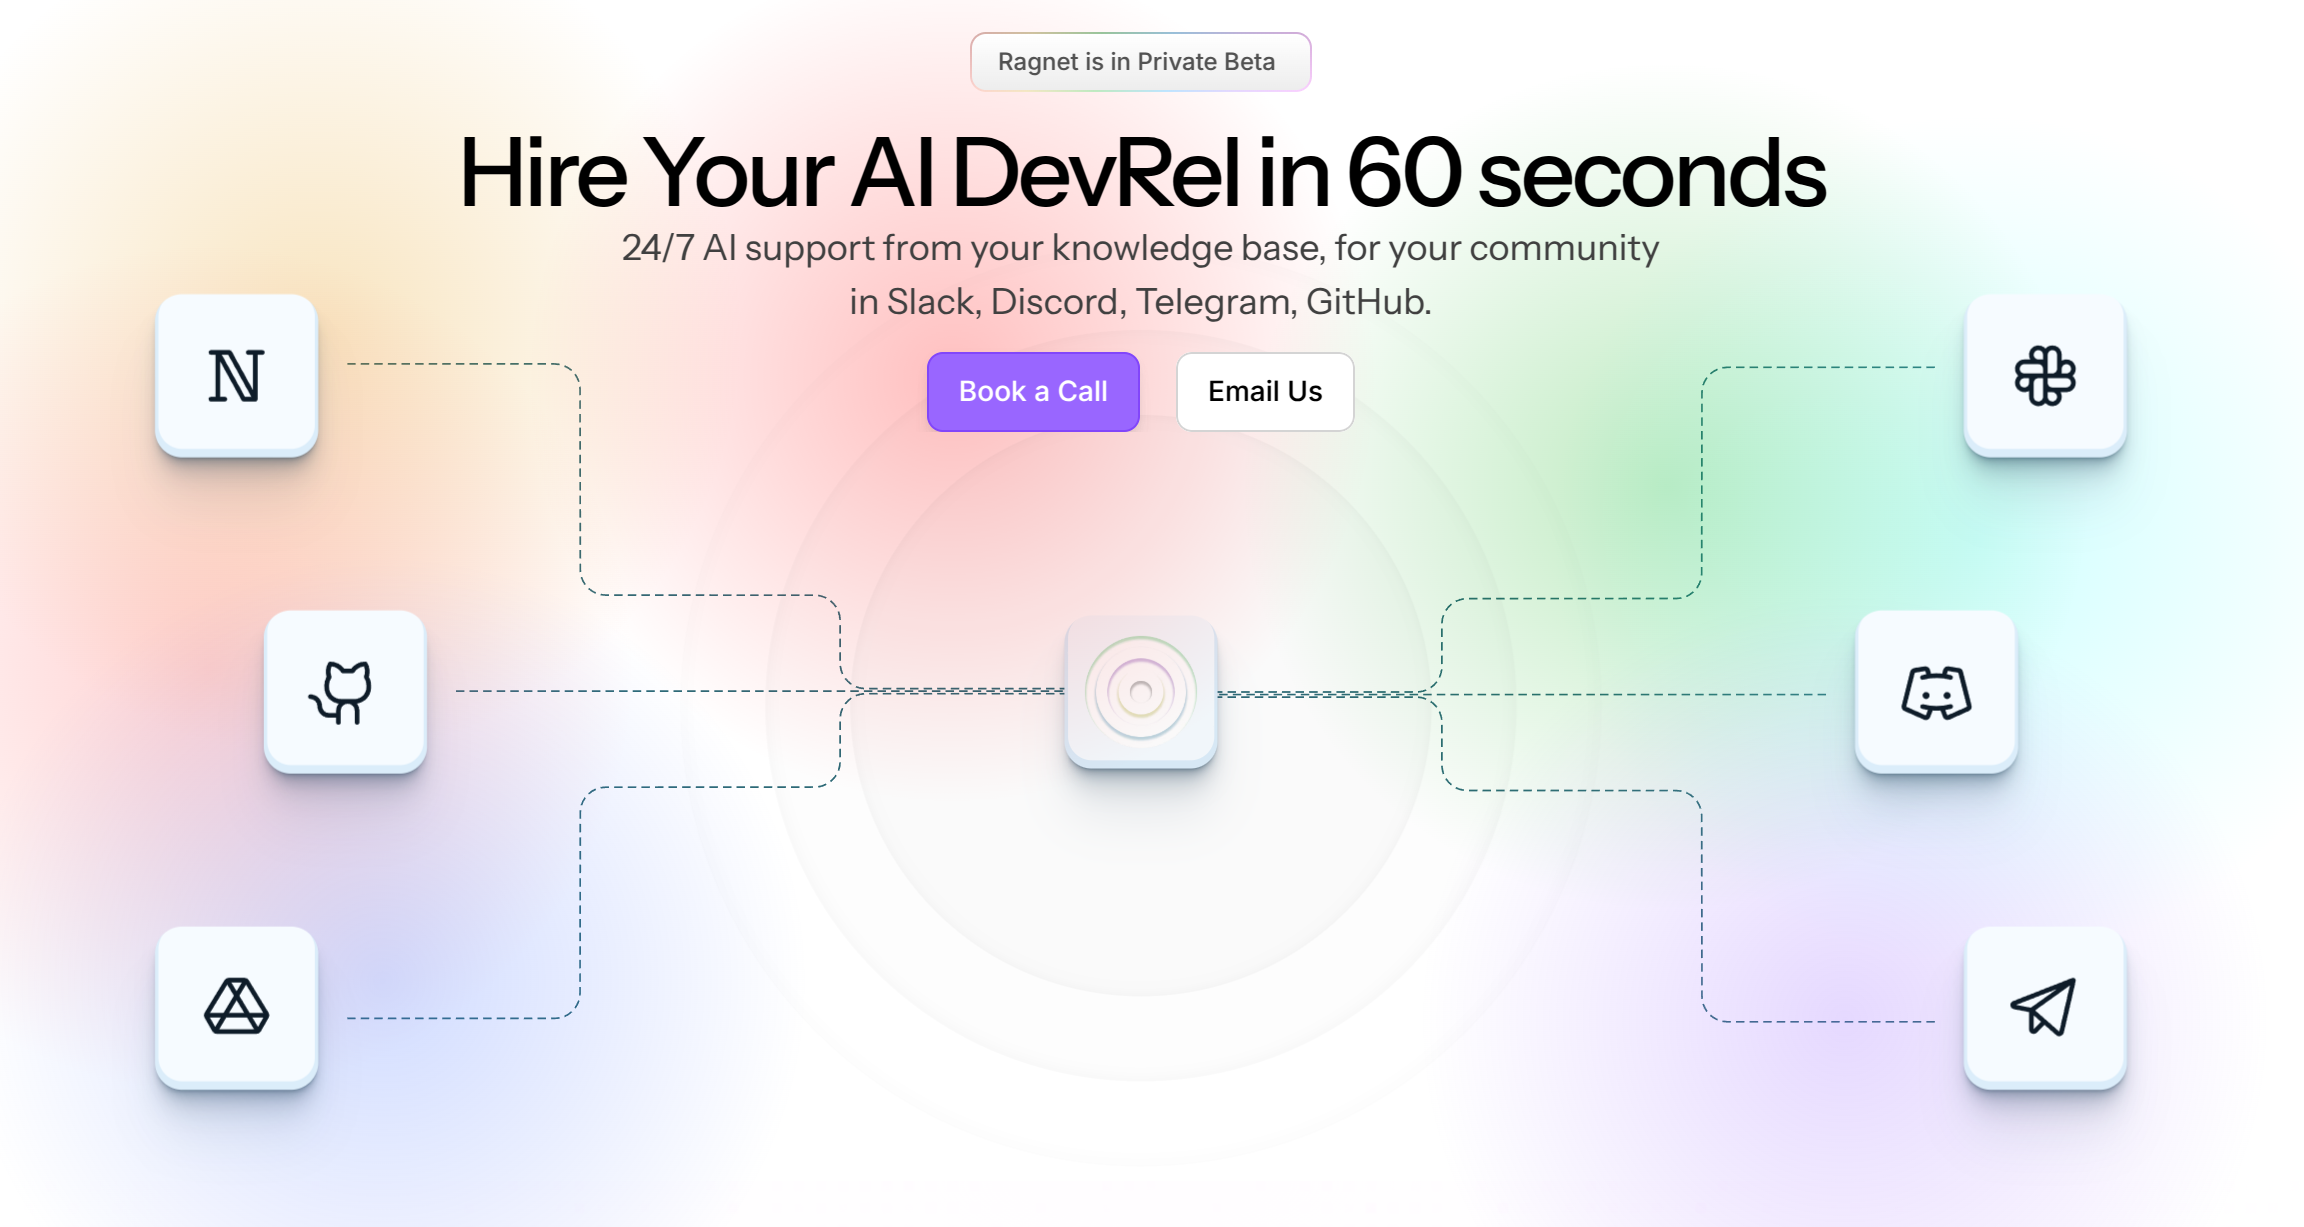 Ragnet is in Private Beta
Hire Your AI DevRel in 60 seconds
24/7 AI support from your knowledge base, for your community
in Slack, Discord, Telegram, GitHub.
Book a Call
Email Us